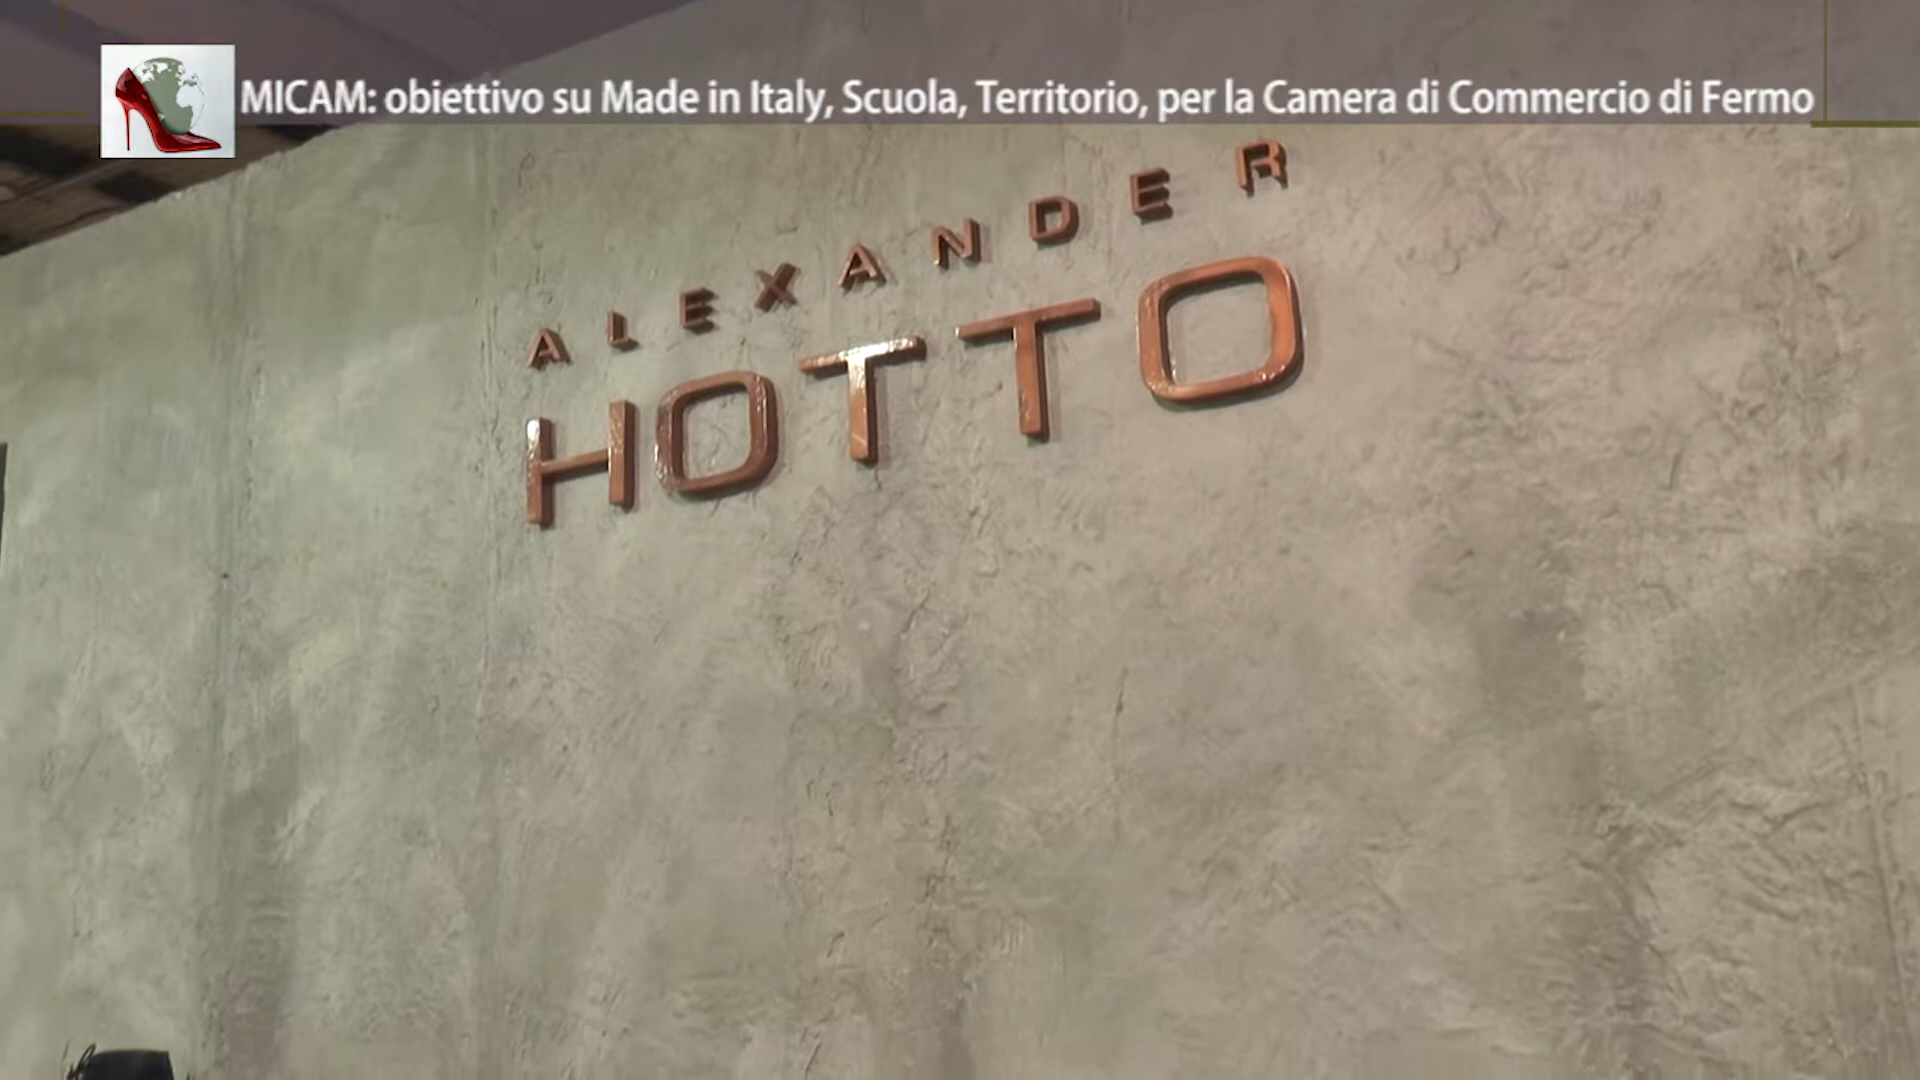 MICAM: obiettivo su Made in Italy, Scuola, Territorio, per la Camera di Commercio di Fermo
ALEXANDER
HOTTO